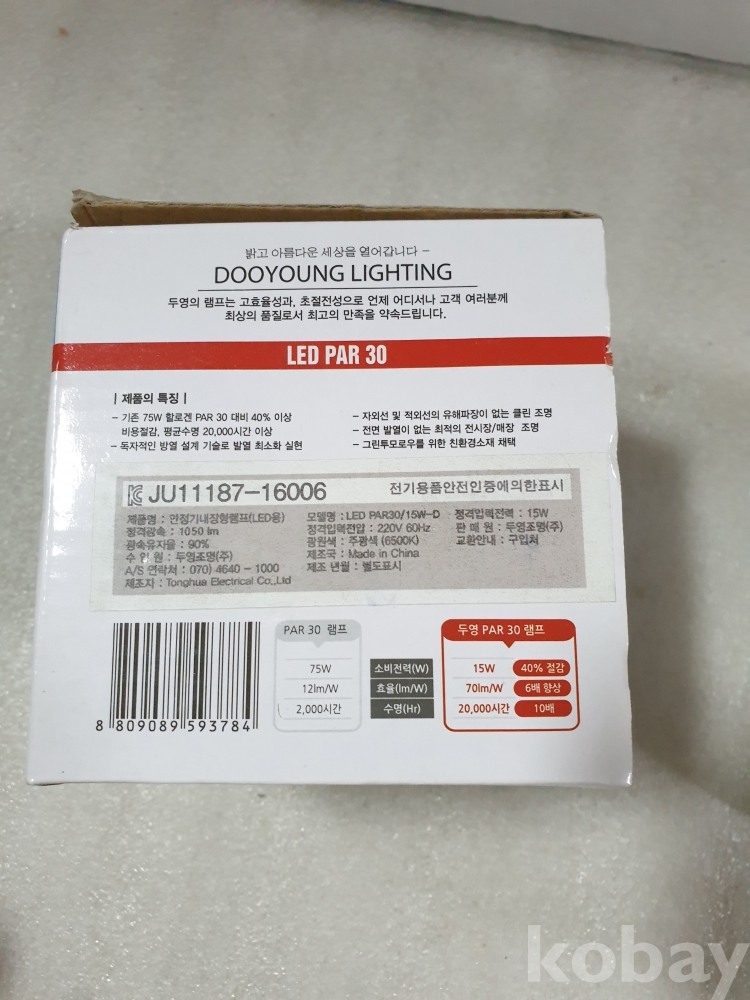 밝고 아름다운 세상을 열어갑니다 –
DOOYOUNG LIGHTING
두영의 램프는 고효율성과, 초절전성으로 언제 어디서나 고객 여러분께
최상의 품질로서 최고의 만족을 약속드립니다.
LED PAR 30
| 제품의 특징 |
– 기존 75W 할로겐 PAR 30 대비 40% 이상
비용절감, 평균수명 20,000시간 이상
– 독자적인 방열 설계 기술로 발열 최소화 실현
– 자외선 및 적외선의 유해파장이 없는 클린 조명
– 전면 발열이 없는 최적의 전시장/매장 조명
– 그린투모로우를 위한 친환경소재 채택
JU11187-16006 전기용품안전인증에의한표시
제품명 : 안정기내장형램프(LED용)
정격광속 : 1050 lm
광속유지율 : 90%
수 입 원 : 두영조명(주)
A/S 연락처 : 070) 4640 - 1000
제조자 : Tonghua Electrical Co.,Ltd
모델명 : LED PAR30/15W-D
정격입력전압 : 220V 60Hz
광원색 : 주광색 (6500K)
제조국 : Made in China
제조 년월 : 별도표시
정격입력전력 : 15W
판 매 원 : 두영조명(주)
교환안내 : 구입처
8 809089 593784
PAR 30 램프
두영 PAR 30 램프
75W 소비전력(W) 15W 40% 절감
12lm/W 효율(lm/W) 70lm/W 6배 향상
2,000시간 수명(Hr) 20,000시간 10배
kobay